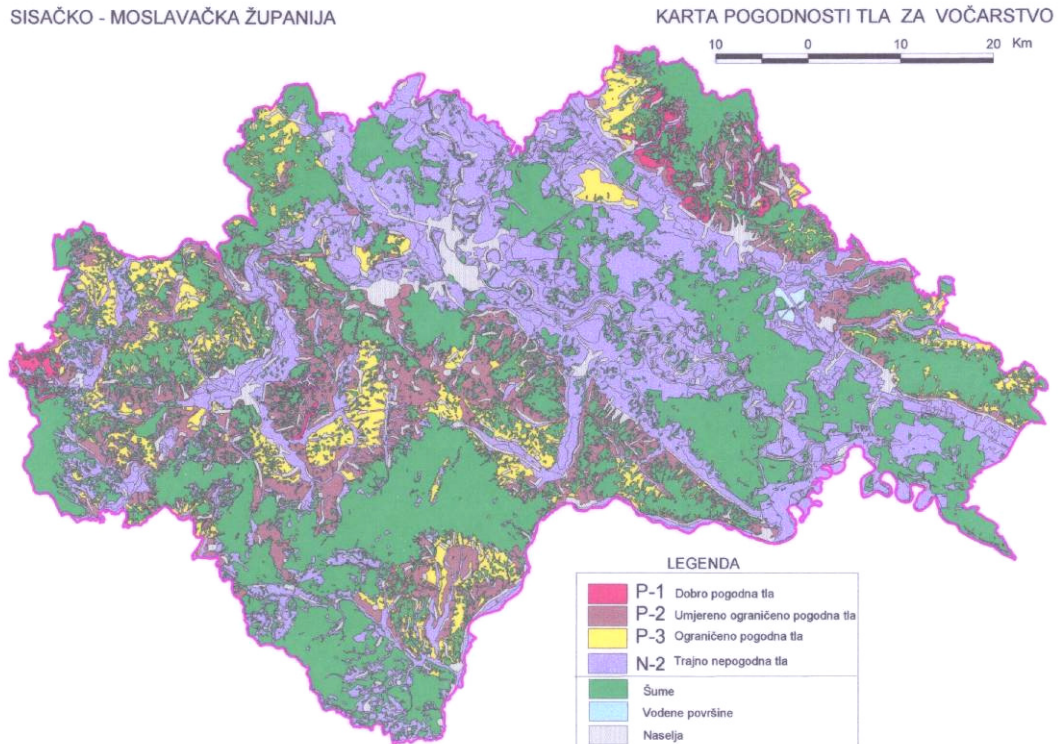 SISAČKO - MOSLAVAČKA ŽUPANIJA
KARTA POGODNOSTI TLA ZA VOĆARSTVO
10 0 10 20 Km
LEGENDA
P-1 Dobro pogodna tla
P-2 Umjereno ograničeno pogodna tla
P-3 Ograničeno pogodna tla
N-2 Trajno nepogodna tla
Šume
Vodene površine
Naselja